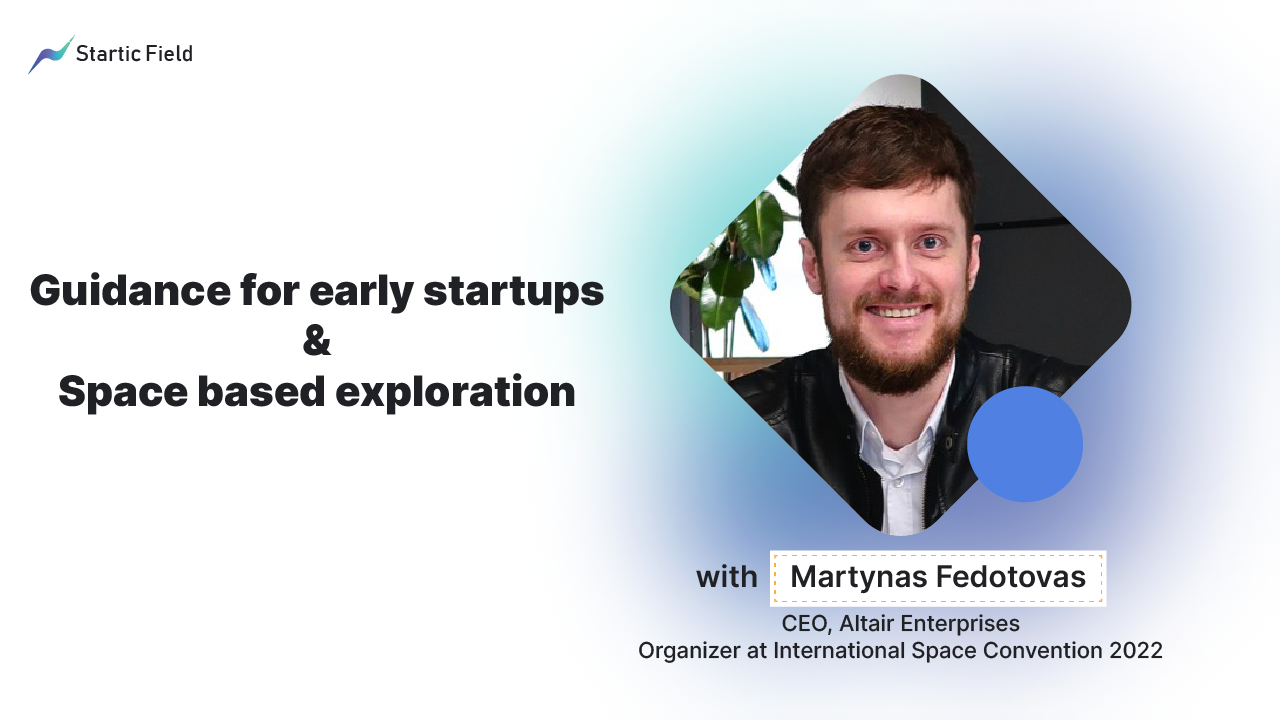 Startic Field
Guidance for early startups
&
Space based exploration
with Martynas Fedotovas
CEO, Altair Enterprises
Organizer at International Space Convention 2022